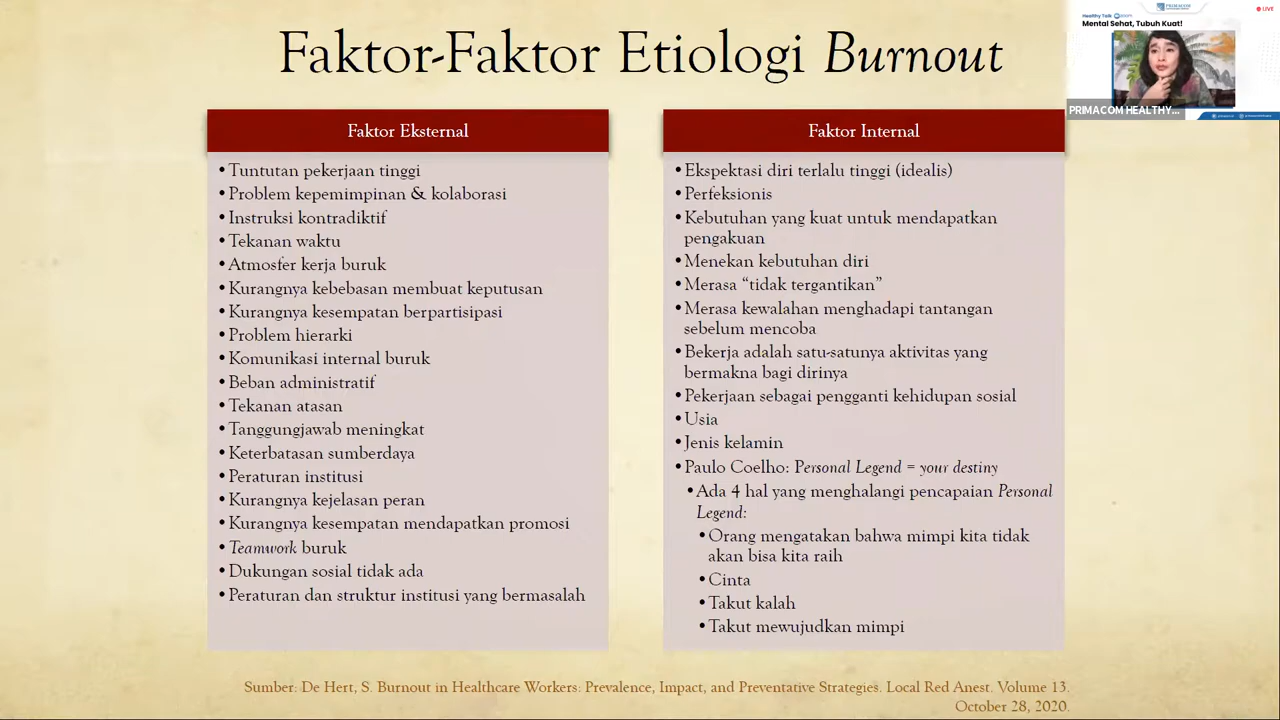 Faktor-Faktor Etiologi Burnout
PRIMACOM
LIVE
Healthy Talk
Mental Sehat, Tubuh Kuat!
PRIMACOM HEALTHY...
Faktor Eksternal
•Tuntutan pekerjaan tinggi
•Problem kepemimpinan & kolaborasi
•Instruksi kontradiktif
•Tekanan waktu
•Atmosfer kerja buruk
•Kurangnya kebebasan membuat keputusan
•Kurangnya kesempatan berpartisipasi
•Problem hierarki
•Komunikasi internal buruk
•Beban administratif
•Tekanan atasan
•Tanggungjawab meningkat
•Keterbatasan sumberdaya
•Peraturan institusi
•Kurangnya kejelasan peran
•Kurangnya kesempatan mendapatkan promosi
•Teamwork buruk
•Dukungan sosial tidak ada
•Peraturan dan struktur institusi yang bermasalah
Faktor Internal
•Ekspektasi diri terlalu tinggi (idealis)
•Perfeksionis
•Kebutuhan yang kuat untuk mendapatkan
pengakuan
•Menekan kebutuhan diri
•Merasa “tidak tergantikan”
•Merasa kewalahan menghadapi tantangan
sebelum mencoba
•Bekerja adalah satu-satunya aktivitas yang
bermakna bagi dirinya
•Pekerjaan sebagai pengganti kehidupan sosial
•Usia
•Jenis kelamin
•Paulo Coelho: Personal Legend = your destiny
•Ada 4 hal yang menghalangi pencapaian Personal
Legend:
•Orang mengatakan bahwa mimpi kita tidak
akan bisa kita raih
•Cinta
•Takut kalah
•Takut mewujudkan mimpi
Sumber: De Hert, S. Burnout in Healthcare Workers: Prevalence, Impact, and Preventative Strategies. Local Red Anest. Volume 13.
October 28, 2020.